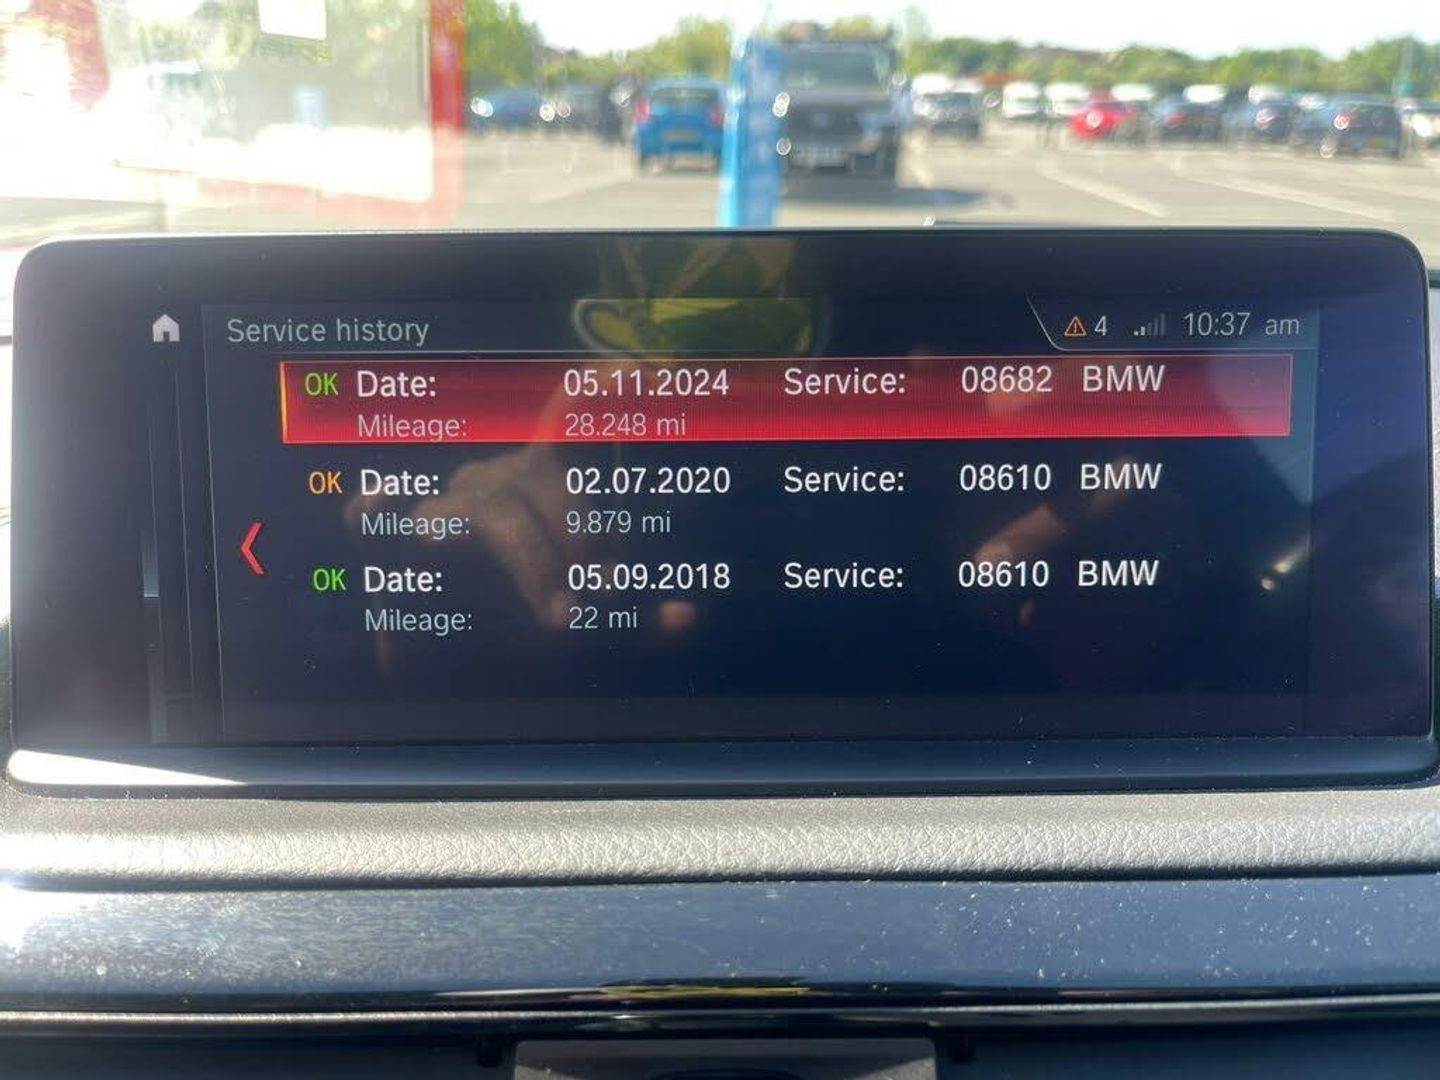 Service history
4 10:37 am
OK Date: 05.11.2024 Service: 08682 BMW
Mileage: 28.248 mi
OK Date: 02.07.2020 Service: 08610 BMW
Mileage: 9.879 mi
OK Date: 05.09.2018 Service: 08610 BMW
Mileage: 22 mi